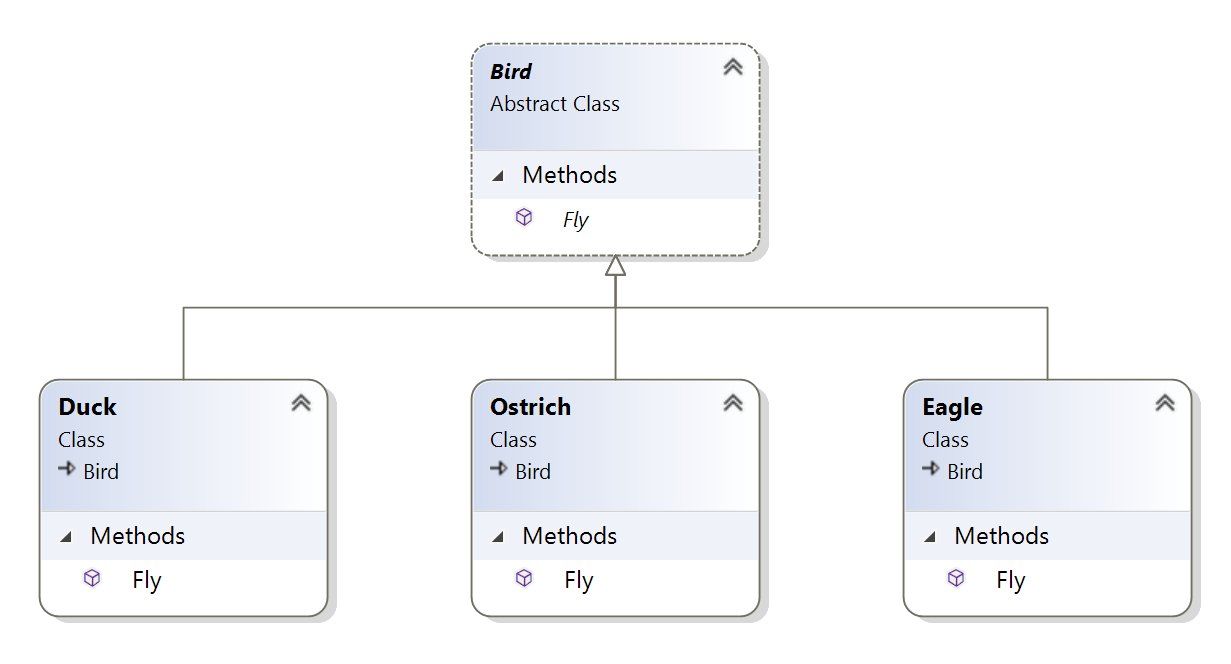 Bird
Abstract Class
Methods
Fly
Duck
Class
Bird
Methods
Fly
Ostrich
Class
Bird
Methods
Fly
Eagle
Class
Bird
Methods
Fly